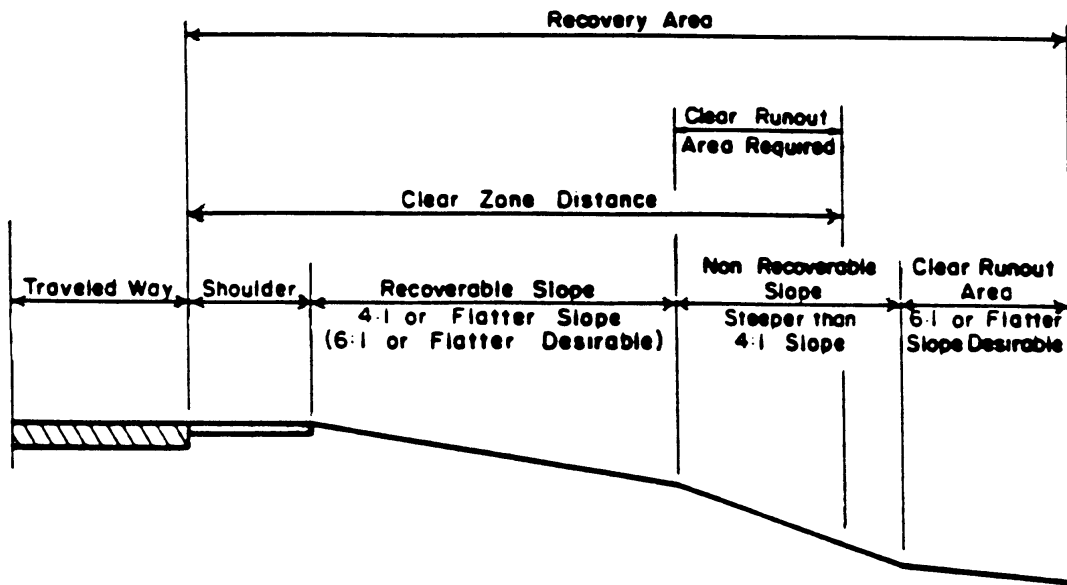 Recovery Area
Clear Runout
Area Required
Clear Zone Distance
Traveled Way
Shoulder
Recoverable Slope
4:1 or Flatter Slope
(6:1 or Flatter Desirable)
Non Recoverable
Slope
Steeper than
4:1 Slope
Clear Runout
Area
6:1 or Flatter
Slope Desirable